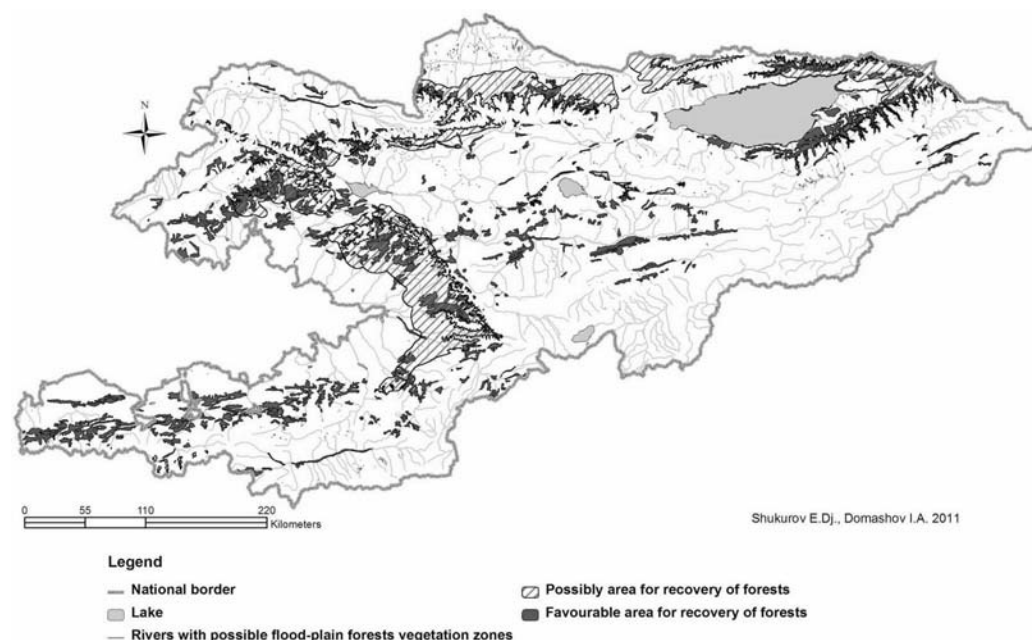 N
0 55 110 220
Kilometers
Shukurov E.Dj., Domashov I.A. 2011
Legend
National border
Lake
Rivers with possible flood-plain forests vegetation zones
Possibly area for recovery of forests
Favourable area for recovery of forests